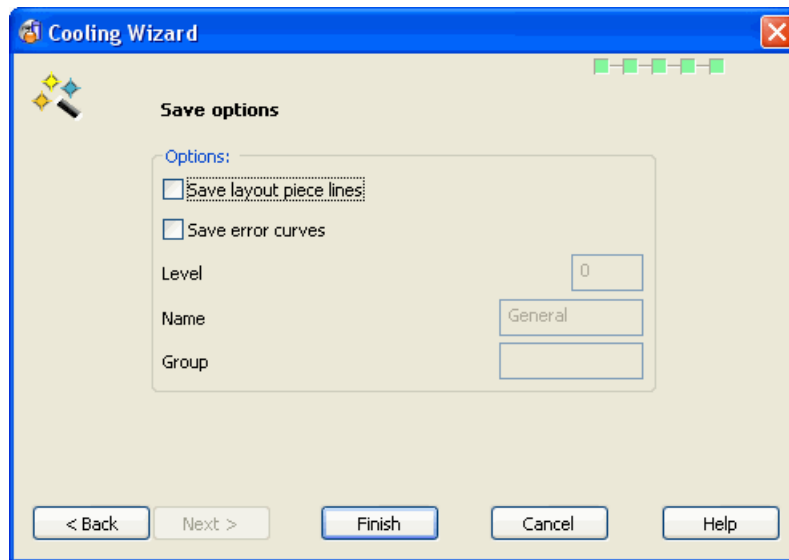 Cooling Wizard
Save options
Options:
Save layout piece lines
Save error curves
Level 0
Name General
Group
< Back Next > Finish Cancel Help